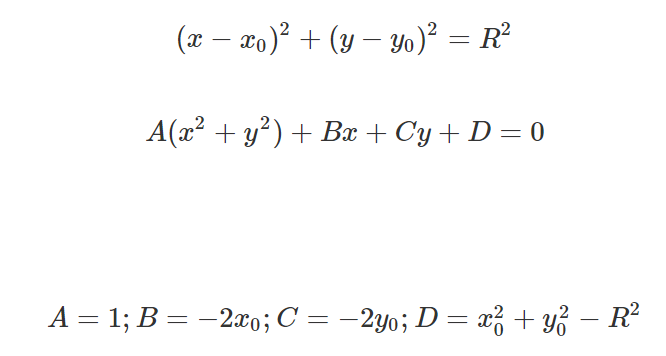 (x − x₀)² + (y − y₀)² = R²
A(x² + y²) + Bx + Cy + D = 0
A = 1; B = −2x₀; C = −2y₀; D = x₀² + y₀² − R²